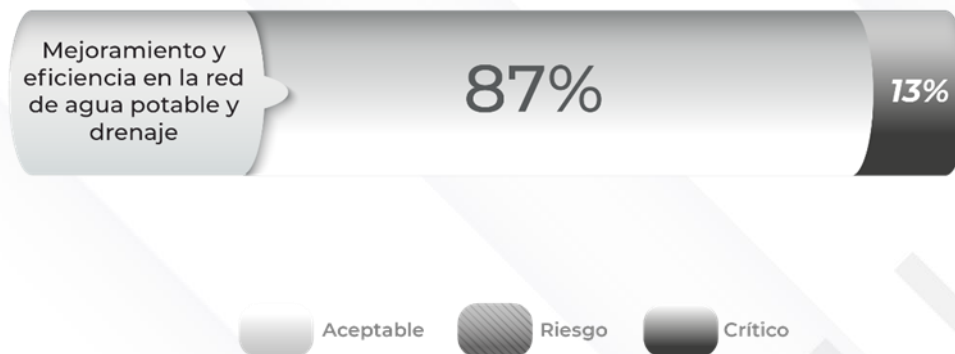 Mejoramiento y
eficiencia en la red
de agua potable y
drenaje
87%
13%
Aceptable
Riesgo
Crítico